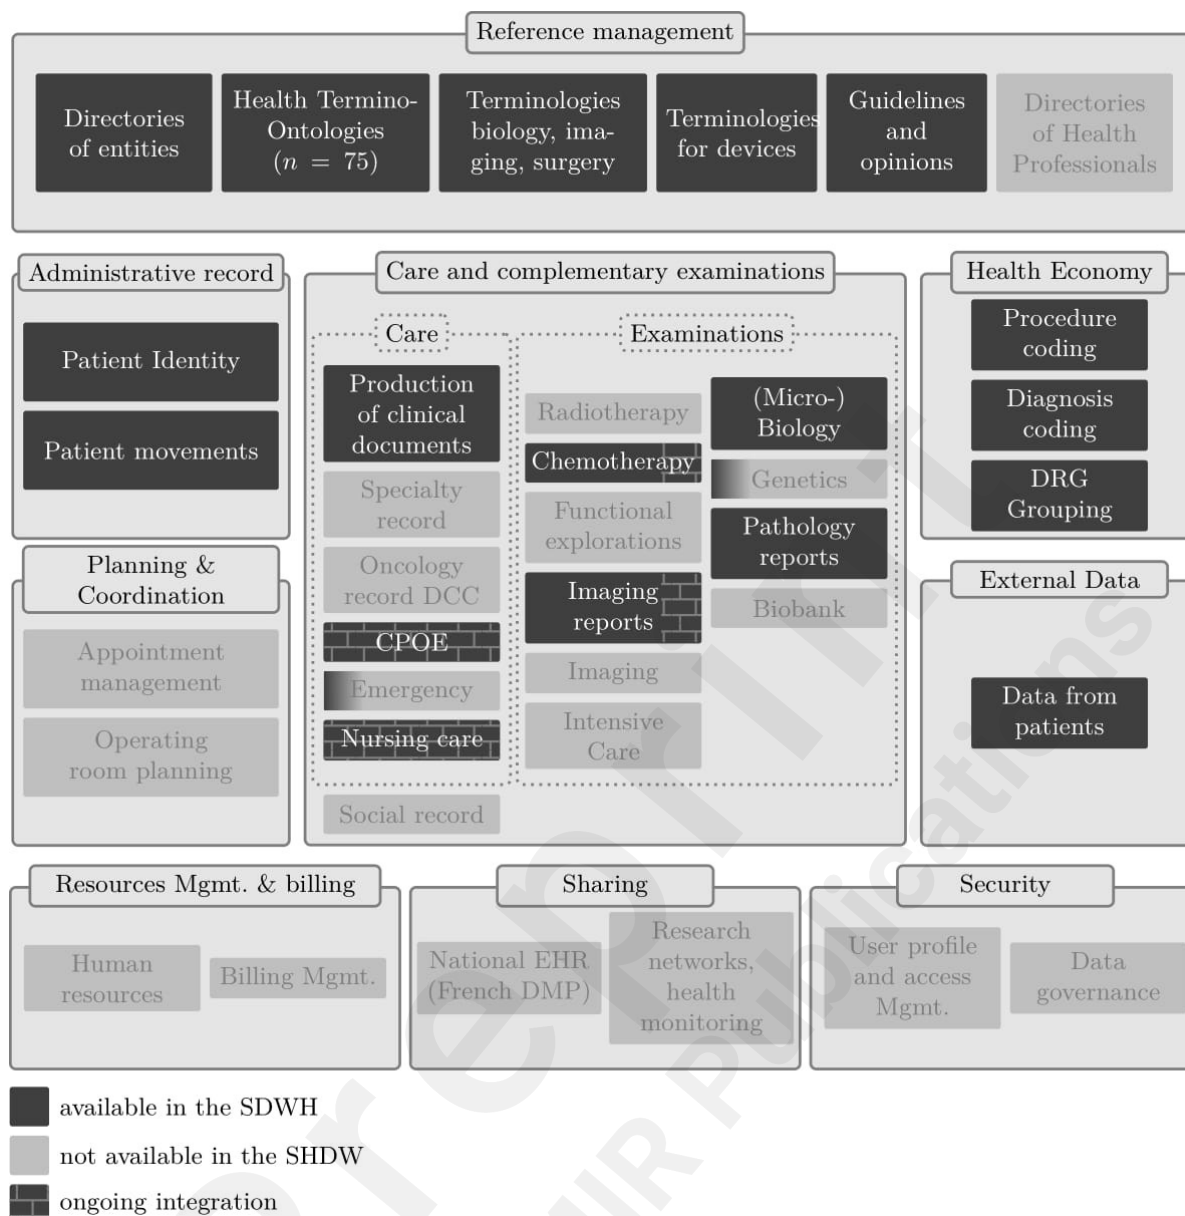 Reference management
Directories
of entities
Health Termino-
Ontologies
(n = 75)
Terminologies
biology, ima-
ging, surgery
Terminologies
for devices
Guidelines
and
opinions
Directories
of Health
Professionals
Administrative record
Patient Identity
Patient movements
Care and complementary examinations
Care
Production
of clinical
documents
Specialty
record
Oncology
record DCC
CPOE
Emergency
Nursing care
Social record
Examinations
Radiotherapy
Chemotherapy
Functional
explorations
Imaging
reports
Imaging
Intensive
Care
(Micro-)
Biology
Genetics
Pathology
reports
Biobank
Health Economy
Procedure
coding
Diagnosis
coding
DRG
Grouping
Planning &
Coordination
Appointment
management
Operating
room planning
External Data
Data from
patients
Resources Mgmt. & billing
Human
resources
Billing Mgmt.
Sharing
National EHR
(French DMP)
Research
networks,
health
monitoring
Security
User profile
and access
Mgmt.
Data
governance
available in the SDWH
not available in the SHDW
ongoing integration
Preprint
JMIR Publications